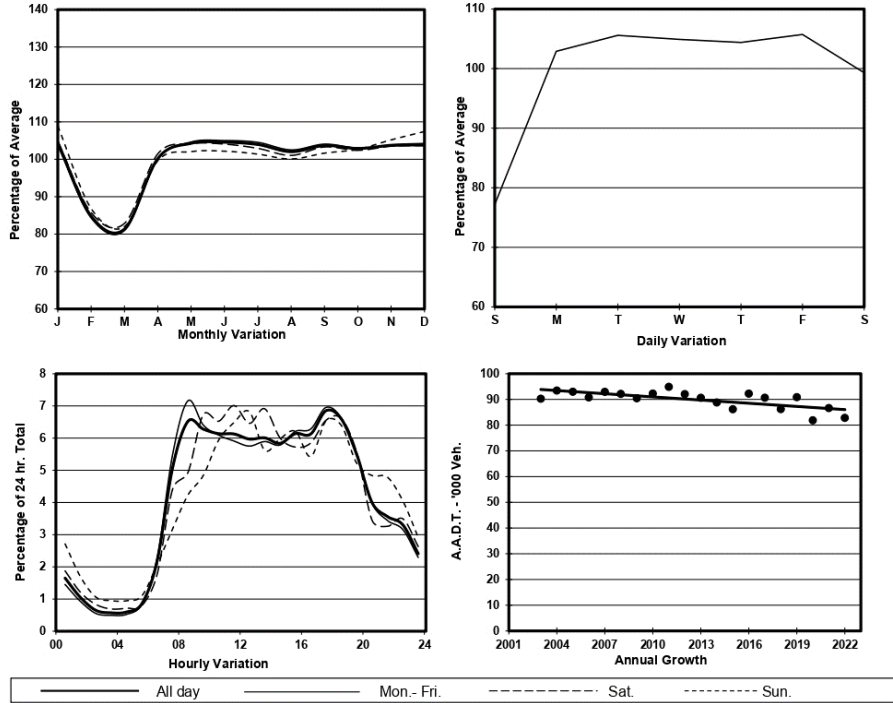 140
130
120
110
100
90
80
70
60
Percentage of Average
J F M A M J J A S O N D
Monthly Variation
110
100
90
80
70
60
Percentage of Average
S M T W T F S
Daily Variation
8
7
6
5
4
3
2
1
0
Percentage of 24 hr. Total
00 04 08 12 16 20 24
Hourly Variation
100
90
80
70
60
50
40
30
20
10
0
A.A.D.T. - '000 Veh.
2001 2004 2007 2010 2013 2016 2019 2022
Annual Growth
All day Mon.- Fri. Sat. Sun.